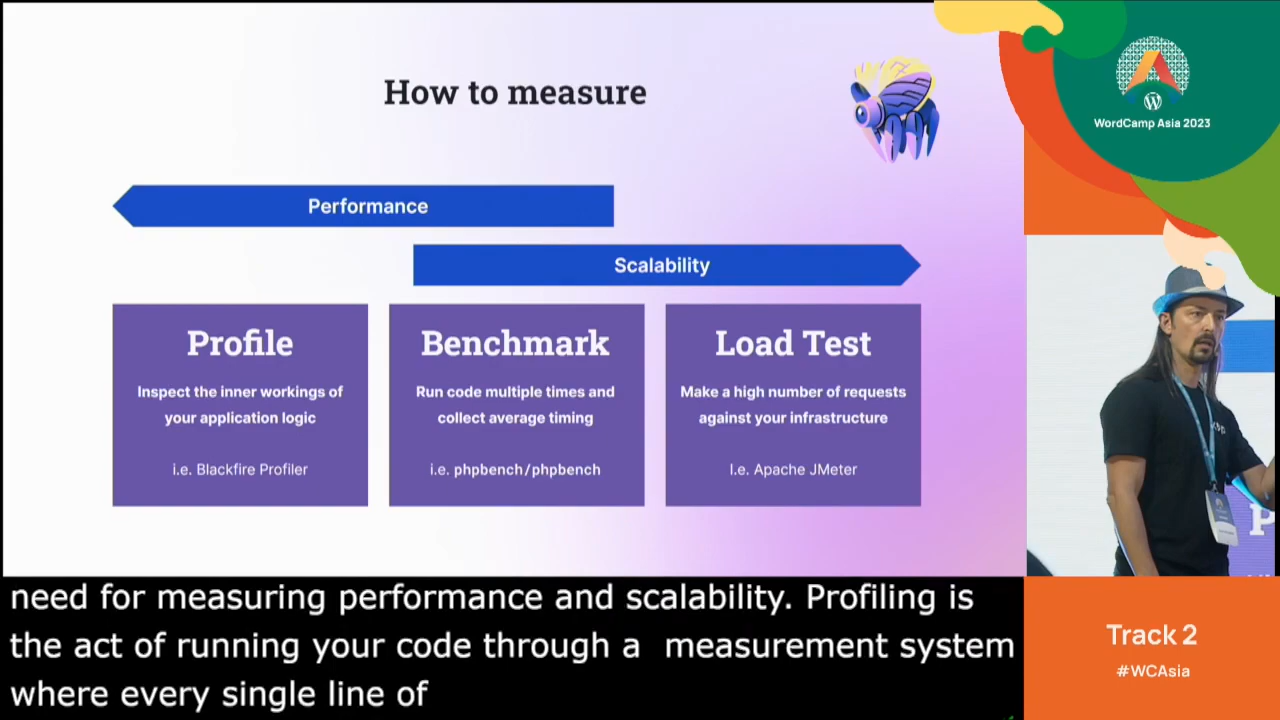 How to measure
Performance
Scalability
Profile
Inspect the inner workings of
your application logic
i.e. Blackfire Profiler
Benchmark
Run code multiple times and
collect average timing
i.e. phpbench/phpbench
Load Test
Make a high number of requests
against your infrastructure
I.e. Apache JMeter
WordCamp Asia 2023
need for measuring performance and scalability. Profiling is
the act of running your code through a  measurement system
where every single line of
Track 2
#WCAsia